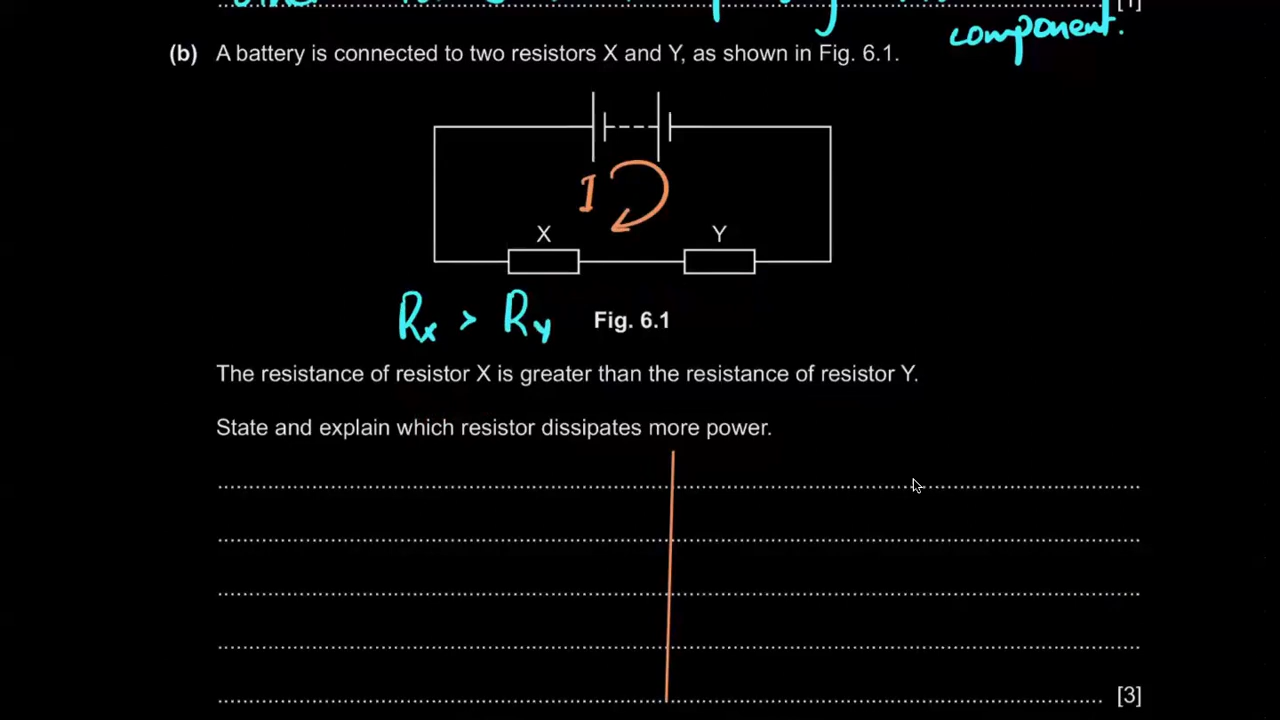 component.
[1]
(b) A battery is connected to two resistors X and Y, as shown in Fig. 6.1.
I
X Y
Rx > Ry Fig. 6.1
The resistance of resistor X is greater than the resistance of resistor Y.
State and explain which resistor dissipates more power.
[3]